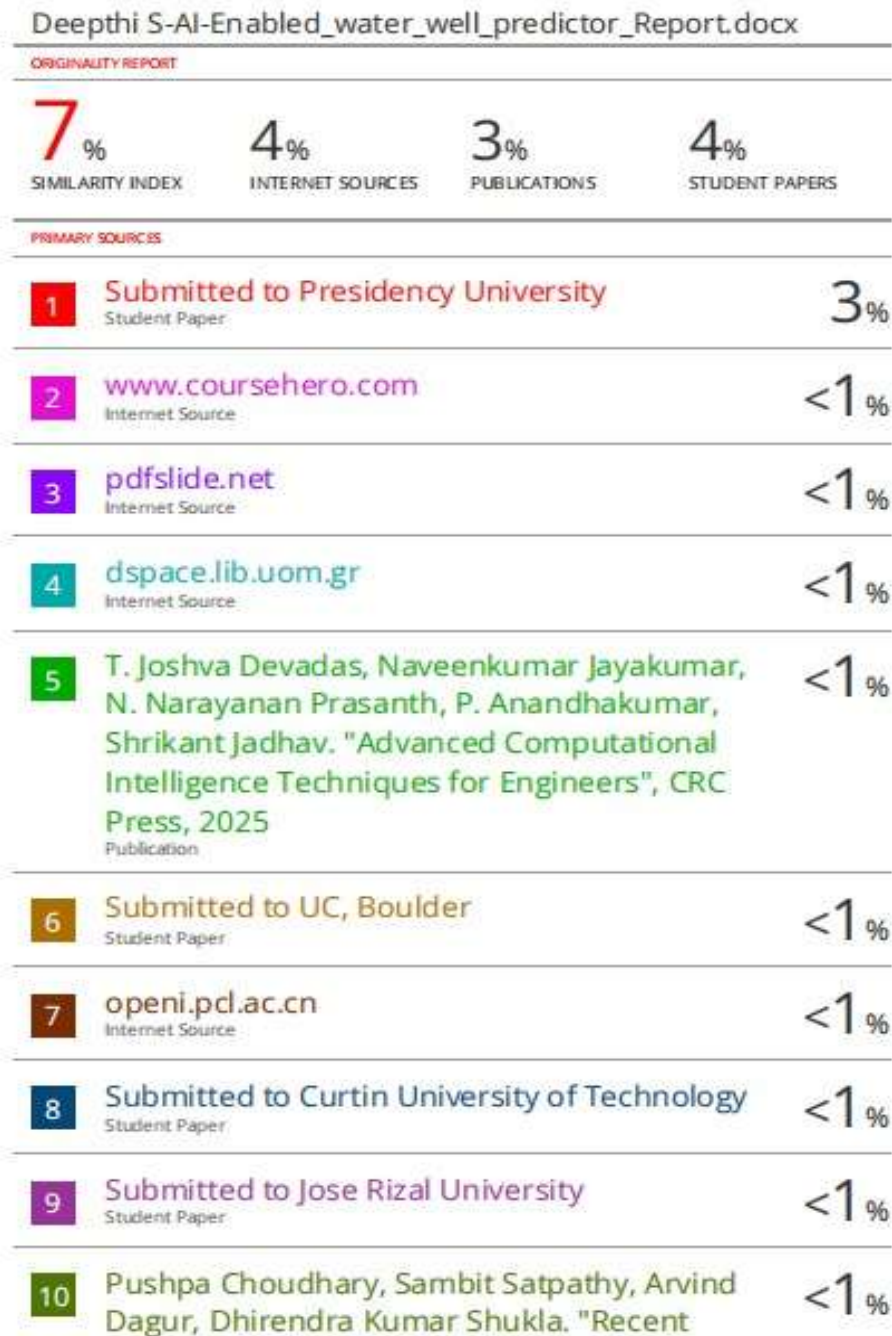 Deepthi S-AI-Enabled_water_well_predictor_Report.docx
ORIGINALITY REPORT
7% 4% 3% 4%
SIMILARITY INDEX INTERNET SOURCES PUBLICATIONS STUDENT PAPERS
PRIMARY SOURCES
1 Submitted to Presidency University 3%
Student Paper
2 www.coursehero.com <1%
Internet Source
3 pdfslide.net <1%
Internet Source
4 dspace.lib.uom.gr <1%
Internet Source
5 T. Joshva Devadas, Naveenkumar Jayakumar, <1%
N. Narayanan Prasanth, P. Anandhakumar,
Shrikant Jadhav. "Advanced Computational
Intelligence Techniques for Engineers", CRC
Press, 2025
Publication
6 Submitted to UC, Boulder <1%
Student Paper
7 openi.pcl.ac.cn <1%
Internet Source
8 Submitted to Curtin University of Technology <1%
Student Paper
9 Submitted to Jose Rizal University <1%
Student Paper
10 Pushpa Choudhary, Sambit Satpathy, Arvind <1%
Dagur, Dhirendra Kumar Shukla. "Recent